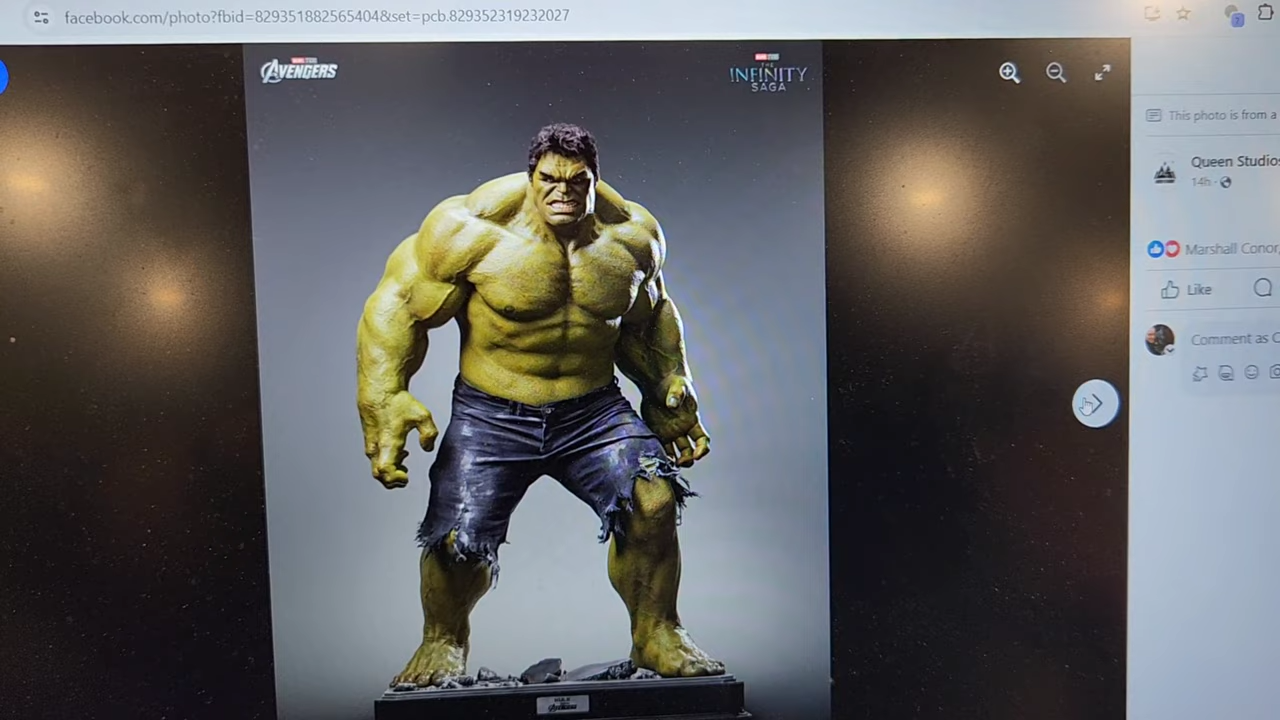 facebook.com/photo?fbid=829351882565404&set=pcb.829352319232027
AVENGERS
THE
INFINITY
SAGA
This photo is from a
Queen Studios
14h
Marshall Conor,
Like
Comment as C
AVENGERS